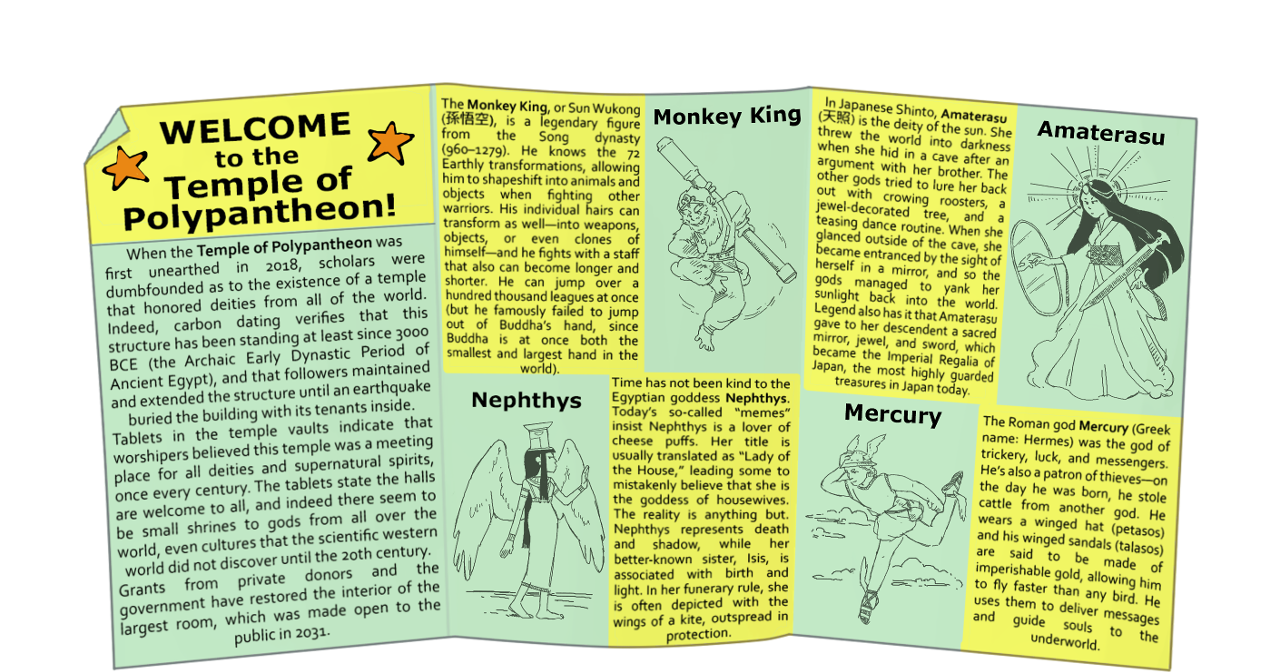 WELCOME
to the
Temple of
Polypantheon!
When the Temple of Polypantheon was
first unearthed in 2018, scholars were
dumbfounded as to the existence of a temple
that honored deities from all of the world.
Indeed, carbon dating verifies that this
structure has been standing at least since 3000
BCE (the Archaic Early Dynastic Period of
Ancient Egypt), and that followers maintained
and extended the structure until an earthquake
buried the building with its tenants inside.
Tablets in the temple vaults indicate that
worshipers believed this temple was a meeting
place for all deities and supernatural spirits,
once every century. The tablets state the halls
are welcome to all, and indeed there seem to
be small shrines to gods from all over the
world, even cultures that the scientific western
world did not discover until the 20th century.
Grants from private donors and the
government have restored the interior of the
largest room, which was made open to the
public in 2031.
The Monkey King, or Sun Wukong
(孫悟空), is a legendary figure
from the Song dynasty
(960–1279). He knows the 72
Earthly transformations, allowing
him to shapeshift into animals and
objects when fighting other
warriors. His individual hairs can
transform as well—into weapons,
objects, or even clones of
himself—and he fights with a staff
that also can become longer and
shorter. He can jump over a
hundred thousand leagues at once
(but he famously failed to jump
out of Buddha's hand, since
Buddha is at once both the
smallest and largest hand in the
world).
Monkey King
Nephthys
Time has not been kind to the
Egyptian goddess Nephthys.
Today's so-called "memes"
insist Nephthys is a lover of
cheese puffs. Her title is
usually translated as "Lady of
the House," leading some to
mistakenly believe that she is
the goddess of housewives.
The reality is anything but.
Nephthys represents death
and shadow, while her
better-known sister, Isis, is
associated with birth and
light. In her funerary rule, she
is often depicted with the
wings of a kite, outspread in
protection.
In Japanese Shinto, Amaterasu
(天照) is the deity of the sun. She
threw the world into darkness
when she hid in a cave after an
argument with her brother. The
other gods tried to lure her back
out with crowing roosters, a
jewel-decorated tree, and a
teasing dance routine. When she
glanced outside of the cave, she
became entranced by the sight of
herself in a mirror, and so the
gods managed to yank her
sunlight back into the world.
Legend also has it that Amaterasu
gave to her descendent a sacred
mirror, jewel, and sword, which
became the Imperial Regalia of
Japan, the most highly guarded
treasures in Japan today.
Amaterasu
Mercury
The Roman god Mercury (Greek
name: Hermes) was the god of
trickery, luck, and messengers.
He's also a patron of thieves—on
the day he was born, he stole
cattle from another god. He
wears a winged hat (petasos)
and his winged sandals (talasos)
are said to be made of
imperishable gold, allowing him
to fly faster than any bird. He
uses them to deliver messages
and guide souls to the
underworld.